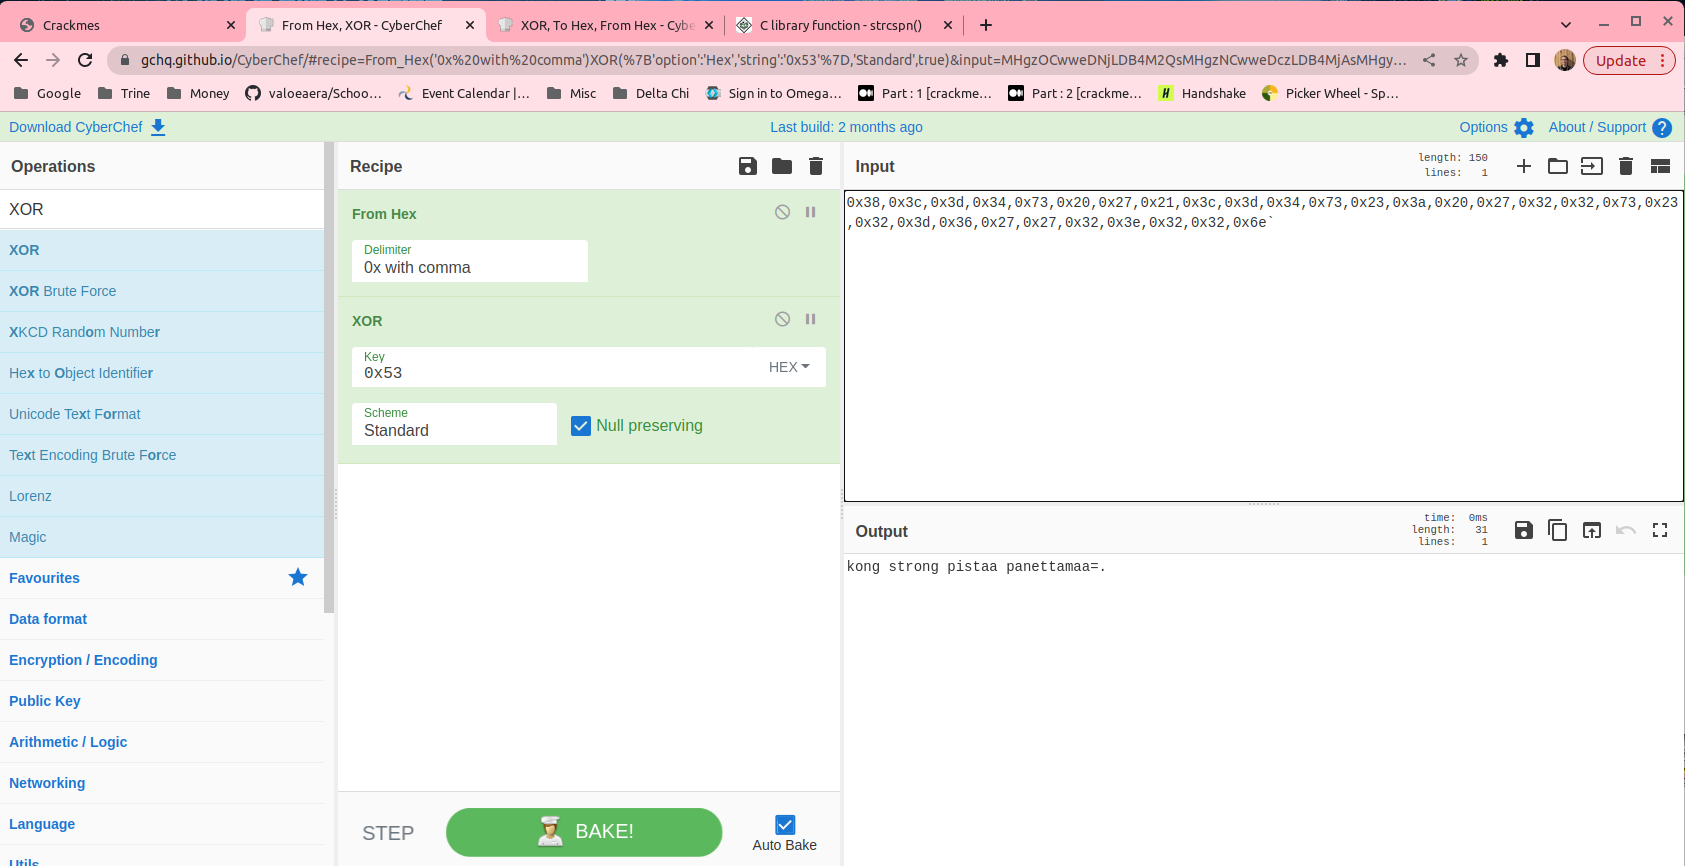 Crackmes
From Hex, XOR - CyberChef
XOR, To Hex, From Hex - Cybe
C library function - strcspn()
gchq.github.io/CyberChef/#recipe=From_Hex('0x%20with%20comma')XOR(%7B'option':'Hex','string':'0x53'%7D,'Standard',true)&input=MHgzOCwweDNjLDB4M2QsMHgzNCwweDczLDB4MjAsMHgy...
Update
Google
Trine
Money
valoeaera/Schoo...
Event Calendar |...
Misc
Delta Chi
Sign in to Omega...
Part : 1 [crackme...
Part : 2 [crackme...
Handshake
Picker Wheel - Sp...
Download CyberChef
Last build: 2 months ago
Options
About / Support
Operations
XOR
XOR
XOR Brute Force
XKCD Random Number
Hex to Object Identifier
Unicode Text Format
Text Encoding Brute Force
Lorenz
Magic
Favourites
Data format
Encryption / Encoding
Public Key
Arithmetic / Logic
Networking
Language
Utils
Recipe
From Hex
Delimiter
0x with comma
XOR
Key
0x53
HEX
Scheme
Standard
Null preserving
STEP
BAKE!
Auto Bake
Input
length: 150
lines: 1
0x38,0x3c,0x3d,0x34,0x73,0x20,0x27,0x21,0x3c,0x3d,0x34,0x73,0x23,0x3a,0x20,0x27,0x32,0x32,0x73,0x23
,0x32,0x3d,0x36,0x27,0x27,0x32,0x3e,0x32,0x32,0x6e`
Output
time: 0ms
length: 31
lines: 1
kong strong pistaa panettamaa=.